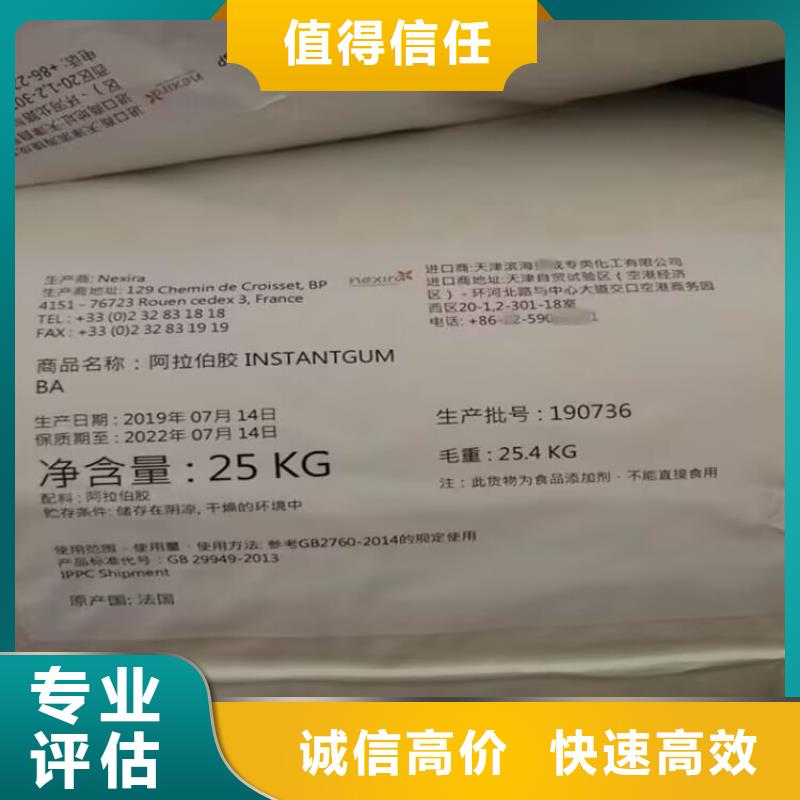 值得信任
生产商: Nexira
生产商地址: 129 Chemin de Croisset, BP
4151 - 76723 Rouen cedex 3, France
TEL : +33 (0)2 32 83 18 18
FAX : +33 (0)2 32 83 19 19
nexira
进口商:天津滨海 成专类化工有限公司
进口商地址: 天津自贸试验区（空港经济
区）- 环河北路与中心大道交口空港商务园
西区20-1,2-301-18室
电话: +86- 2-590 1
商品名称：阿拉伯胶 INSTANTGUM
BA
生产日期 : 2019年 07月 14日
保质期至 : 2022年 07月 14日
生产批号 : 190736
净含量 : 25 KG
毛重 : 25.4 KG
配料 : 阿拉伯胶
注：此货物为食品添加剂 · 不能直接食用
贮存条件: 储存在阴凉, 干燥的环境中
使用范围 · 使用量 · 使用方法: 参考GB2760-2014的规定使用
产品标准代号 : GB 29949-2013
IPPC Shipment
原产国: 法国
专业
评估
诚信高价 快速高效